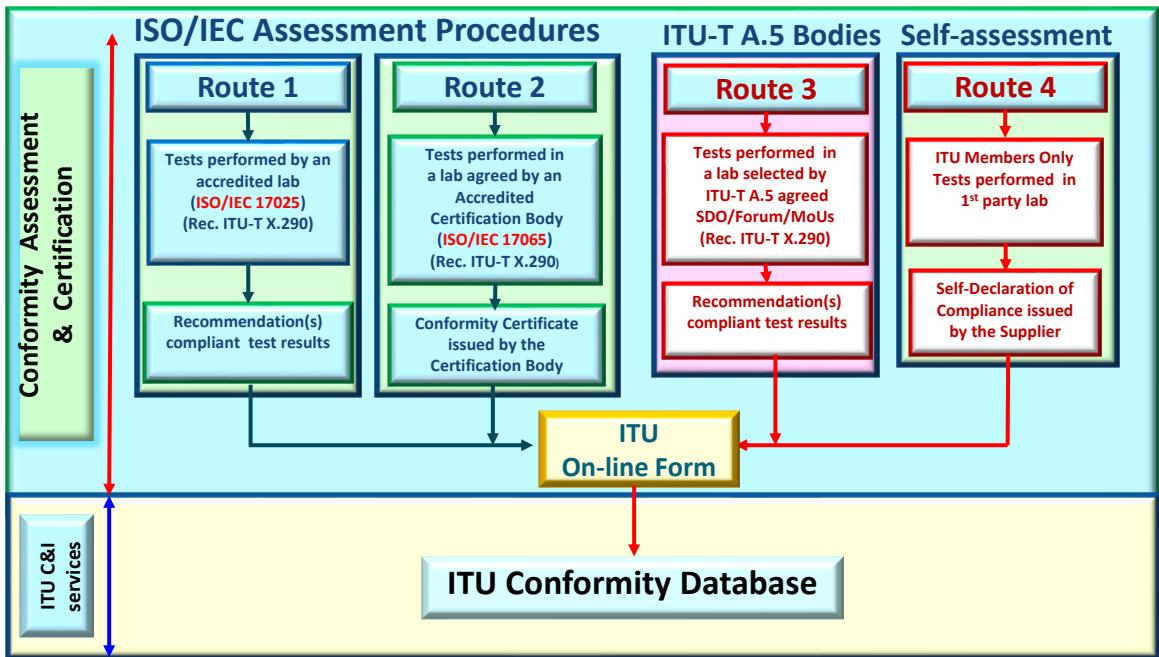 ISO/IEC Assessment Procedures
ITU-T A.5 Bodies
Self-assessment
Conformity Assessment
& Certification
Route 1
Tests performed by an
accredited lab
(ISO/IEC 17025)
(Rec. ITU-T X.290)
Recommendation(s)
compliant test results
Route 2
Tests performed in
a lab agreed by an
Accredited
Certification Body
(ISO/IEC 17065)
(Rec. ITU-T X.290)
Conformity Certificate
issued by the
Certification Body
Route 3
Tests performed in
a lab selected by
ITU-T A.5 agreed
SDO/Forum/MoUs
(Rec. ITU-T X.290)
Recommendation(s)
compliant test results
Route 4
ITU Members Only
Tests performed in
1st party lab
Self-Declaration of
Compliance issued
by the Supplier
ITU
On-line Form
ITU C&I
services
ITU Conformity Database